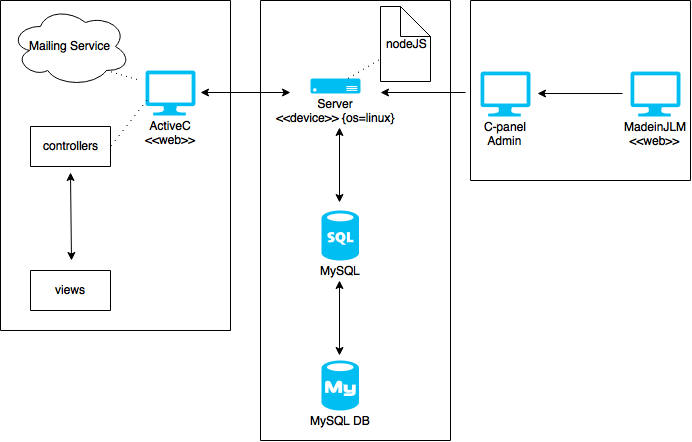 Mailing Service
ActiveC
<<web>>
controllers
views
nodeJS
Server
<<device>> {os=linux}
SQL
MySQL
My
MySQL DB
C-panel
Admin
MadeinJLM
<<web>>